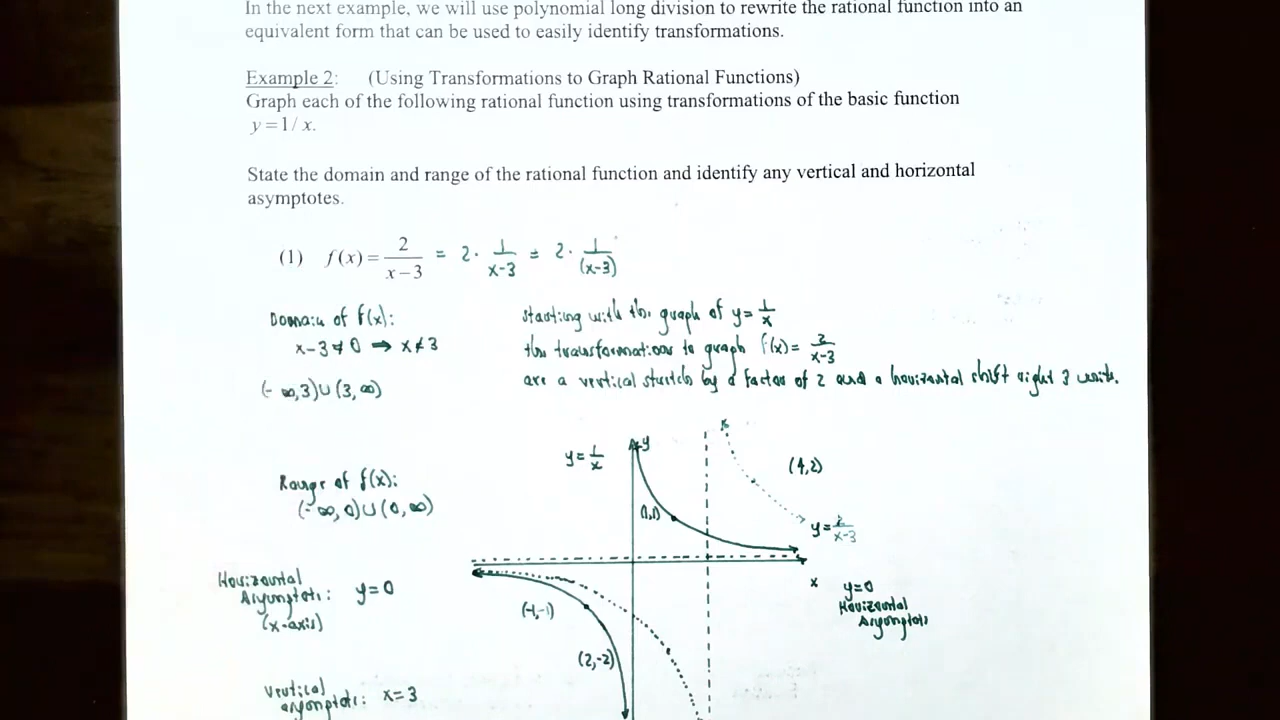 In the next example, we will use polynomial long division to rewrite the rational function into an
equivalent form that can be used to easily identify transformations.
Example 2: (Using Transformations to Graph Rational Functions)
Graph each of the following rational function using transformations of the basic function
y = 1/ x.
State the domain and range of the rational function and identify any vertical and horizontal
asymptotes.
(1) f(x) = 2/(x-3) = 2· 1/(x-3) = 2· 1/(x-3)
Domain of f(x):
x-3≠0 ⇒ x≠3
(-∞,3)∪(3,∞)
starting with the graph of y= 1/x
the transformations to graph f(x)= 2/(x-3)
are a vertical stretch by a factor of 2 and a horizontal shift right 3 units.
Range of f(x):
(-∞,0)∪(0,∞)
Horizontal
Asymptote: y=0
(x-axis)
Vertical
asymptote: x=3
y= 1/x
y
(4,2)
(1,1)
y= 2/(x-3)
x
y=0
Horizontal
Asymptote
(-1,-1)
(2,-2)